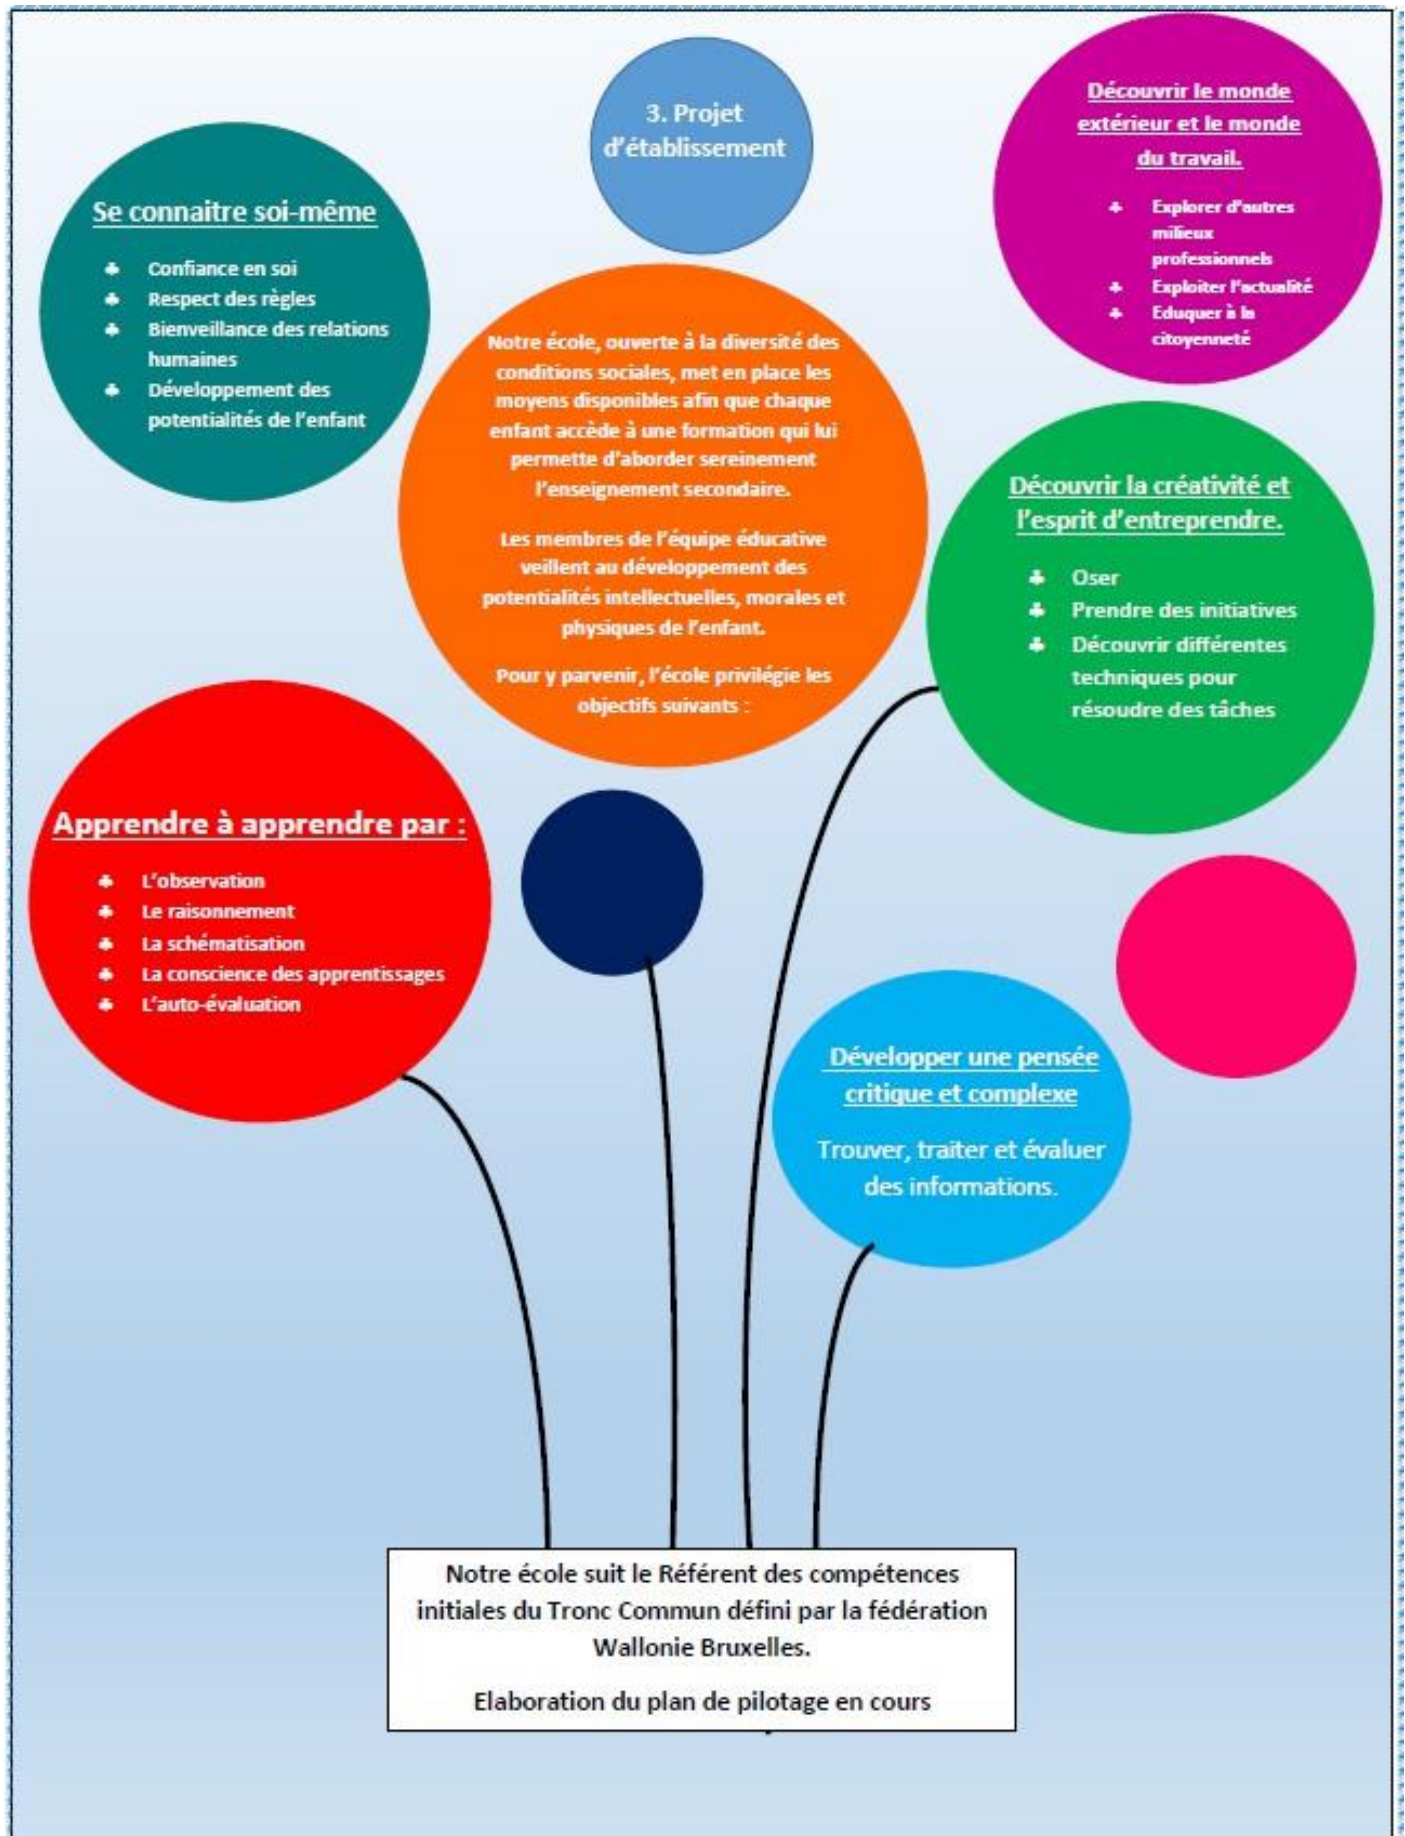 3. Projet
d'établissement
Découvrir le monde
extérieur et le monde
du travail.
Explorer d'autres
milieux
professionnels
Exploiter l'actualité
Eduquer à la
citoyenneté
Se connaitre soi-même
Confiance en soi
Respect des règles
Bienveillance des relations
humaines
Développement des
potentialités de l'enfant
Notre école, ouverte à la diversité des
conditions sociales, met en place les
moyens disponibles afin que chaque
enfant accède à une formation qui lui
permette d'aborder sereinement
l'enseignement secondaire.
Les membres de l'équipe éducative
veillent au développement des
potentialités intellectuelles, morales et
physiques de l'enfant.
Pour y parvenir, l'école privilégie les
objectifs suivants :
Découvrir la créativité et
l'esprit d'entreprendre.
Oser
Prendre des initiatives
Découvrir différentes
techniques pour
résoudre des tâches
Apprendre à apprendre par :
L'observation
Le raisonnement
La schématisation
La conscience des apprentissages
L'auto-évaluation
Développer une pensée
critique et complexe
Trouver, traiter et évaluer
des informations.
Notre école suit le Référent des compétences
initiales du Tronc Commun défini par la fédération
Wallonie Bruxelles.
Elaboration du plan de pilotage en cours